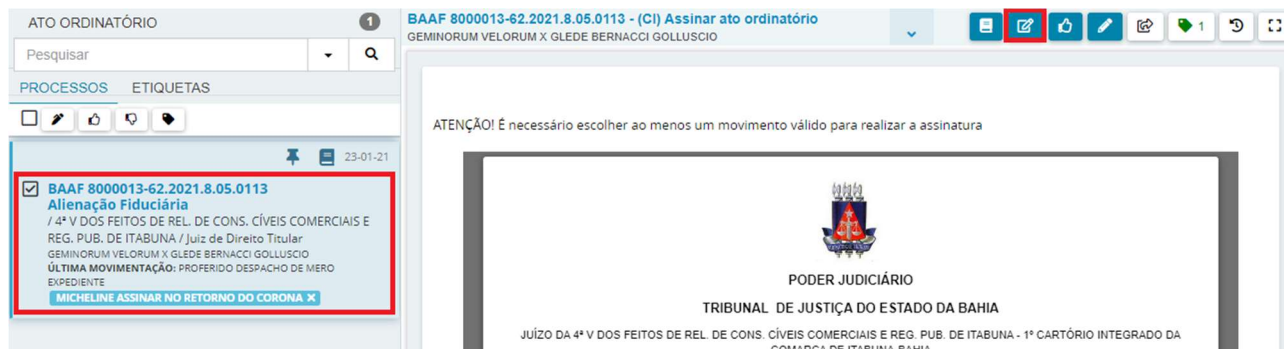 ATO ORDINATÓRIO 1
Pesquisar
PROCESSOS ETIQUETAS
23-01-21
BAAF 8000013-62.2021.8.05.0113
Alienação Fiduciária
/ 4ª V DOS FEITOS DE REL. DE CONS. CÍVEIS COMERCIAIS E
REG. PUB. DE ITABUNA / Juiz de Direito Titular
GEMINORUM VELORUM X GLEDE BERNACCI GOLLUSCIO
ÚLTIMA MOVIMENTAÇÃO: PROFERIDO DESPACHO DE MERO
EXPEDIENTE
MICHELINE ASSINAR NO RETORNO DO CORONA ×
BAAF 8000013-62.2021.8.05.0113 - (CI) Assinar ato ordinatório
GEMINORUM VELORUM X GLEDE BERNACCI GOLLUSCIO
1
ATENÇÃO! É necessário escolher ao menos um movimento válido para realizar a assinatura
PODER JUDICIÁRIO
TRIBUNAL DE JUSTIÇA DO ESTADO DA BAHIA
JUÍZO DA 4ª V DOS FEITOS DE REL. DE CONS. CÍVEIS COMERCIAIS E REG. PUB. DE ITABUNA - 1º CARTÓRIO INTEGRADO DA
COMARCA DE ITABUNA-BAHIA